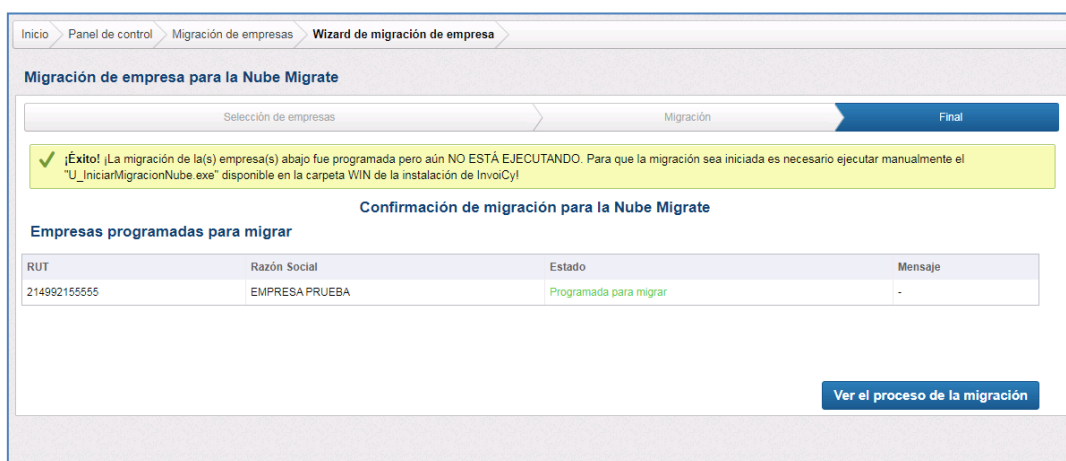 Inicio Panel de control Migración de empresas Wizard de migración de empresa
Migración de empresa para la Nube Migrate
Selección de empresas Migración Final
¡Éxito! ¡La migración de la(s) empresa(s) abajo fue programada pero aún NO ESTÁ EJECUTANDO. Para que la migración sea iniciada es necesario ejecutar manualmente el
"U_IniciarMigracionNube.exe" disponible en la carpeta WIN de la instalación de InvoiCy!
Confirmación de migración para la Nube Migrate
Empresas programadas para migrar
RUT Razón Social Estado Mensaje
214992155555 EMPRESA PRUEBA Programada para migrar -
Ver el proceso de la migración